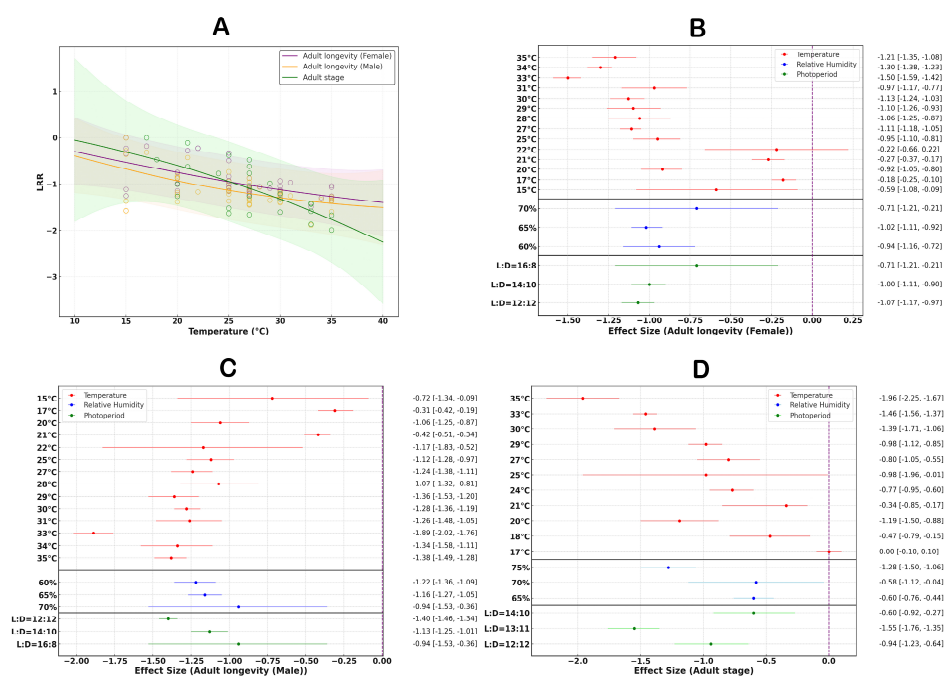 A
Adult longevity (Female)
Adult longevity (Male)
Adult stage
LRR
1
0
−1
−2
−3
10
15
20
25
30
35
40
Temperature (°C)
B
Temperature
Relative Humidity
Photoperiod
35°C -1.21 [-1.35, -1.08]
34°C -1.30 [-1.38, -1.22]
33°C -1.50 [-1.59, -1.42]
31°C -0.97 [-1.17, -0.77]
30°C -1.13 [-1.24, -1.03]
29°C -1.10 [-1.26, -0.93]
28°C -1.06 [-1.25, -0.87]
27°C -1.11 [-1.18, -1.05]
25°C -0.95 [-1.10, -0.81]
22°C -0.22 [-0.66, 0.22]
21°C -0.27 [-0.37, -0.17]
20°C -0.92 [-1.05, -0.80]
17°C -0.18 [-0.25, -0.10]
15°C -0.59 [-1.08, -0.09]
70% -0.71 [-1.21, -0.21]
65% -1.02 [-1.11, -0.92]
60% -0.94 [-1.16, -0.72]
L:D=16:8 -0.71 [-1.21, -0.21]
L:D=14:10 -1.00 [-1.11, -0.90]
L:D=12:12 -1.07 [-1.17, -0.97]
−1.50 −1.25 −1.00 −0.75 −0.50 −0.25 0.00 0.25
Effect Size (Adult longevity (Female))
C
Temperature
Relative Humidity
Photoperiod
15°C -0.72 [-1.34, -0.09]
17°C -0.31 [-0.42, -0.19]
20°C -1.06 [-1.25, -0.87]
21°C -0.42 [-0.51, -0.34]
22°C -1.17 [-1.83, -0.52]
25°C -1.12 [-1.28, -0.97]
27°C -1.24 [-1.38, -1.11]
1.07 [ 1.32, 0.81]
29°C -1.36 [-1.53, -1.20]
30°C -1.28 [-1.36, -1.19]
31°C -1.26 [-1.48, -1.05]
33°C -1.89 [-2.02, -1.76]
34°C -1.34 [-1.58, -1.11]
35°C -1.38 [-1.49, -1.28]
60% -1.22 [-1.36, -1.09]
65% -1.16 [-1.27, -1.05]
70% -0.94 [-1.53, -0.36]
L:D=12:12 -1.40 [-1.46, -1.34]
L:D=14:10 -1.13 [-1.25, -1.01]
L:D=16:8 -0.94 [-1.53, -0.36]
−2.00 −1.75 −1.50 −1.25 −1.00 −0.75 −0.50 −0.25 0.00
Effect Size (Adult longevity (Male))
D
Temperature
Relative Humidity
Photoperiod
35°C -1.96 [-2.25, -1.67]
33°C -1.46 [-1.56, -1.37]
30°C -1.39 [-1.71, -1.06]
29°C -0.98 [-1.12, -0.85]
27°C -0.80 [-1.05, -0.55]
25°C -0.98 [-1.96, -0.01]
24°C -0.77 [-0.95, -0.60]
21°C -0.34 [-0.85, -0.17]
20°C -1.19 [-1.50, -0.88]
18°C -0.47 [-0.79, -0.15]
17°C 0.00 [-0.10, 0.10]
75% -1.28 [-1.50, -1.06]
70% -0.58 [-1.12, -0.04]
65% -0.60 [-0.76, -0.44]
L:D=14:10 -0.60 [-0.92, -0.27]
L:D=13:11 -1.55 [-1.76, -1.35]
L:D=12:12 -0.94 [-1.23, -0.64]
−2.0 −1.5 −1.0 −0.5 0.0
Effect Size (Adult stage)